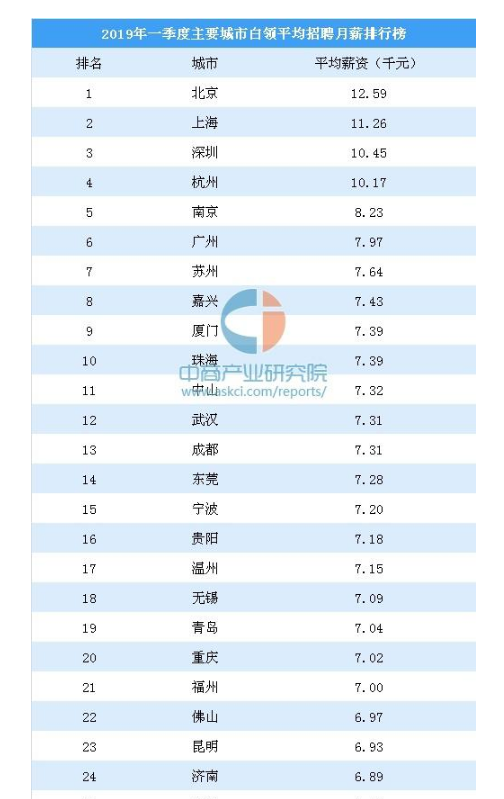 2019年一季度主要城市白领平均招聘月薪排行榜
排名 城市 平均薪资（千元）
1 北京 12.59
2 上海 11.26
3 深圳 10.45
4 杭州 10.17
5 南京 8.23
6 广州 7.97
7 苏州 7.64
8 嘉兴 7.43
9 厦门 7.39
10 珠海 7.39
中商产业研究院
11 中山 7.32
www.askci.com/reports/
12 武汉 7.31
13 成都 7.31
14 东莞 7.28
15 宁波 7.20
16 贵阳 7.18
17 温州 7.15
18 无锡 7.09
19 青岛 7.04
20 重庆 7.02
21 福州 7.00
22 佛山 6.97
23 昆明 6.93
24 济南 6.89